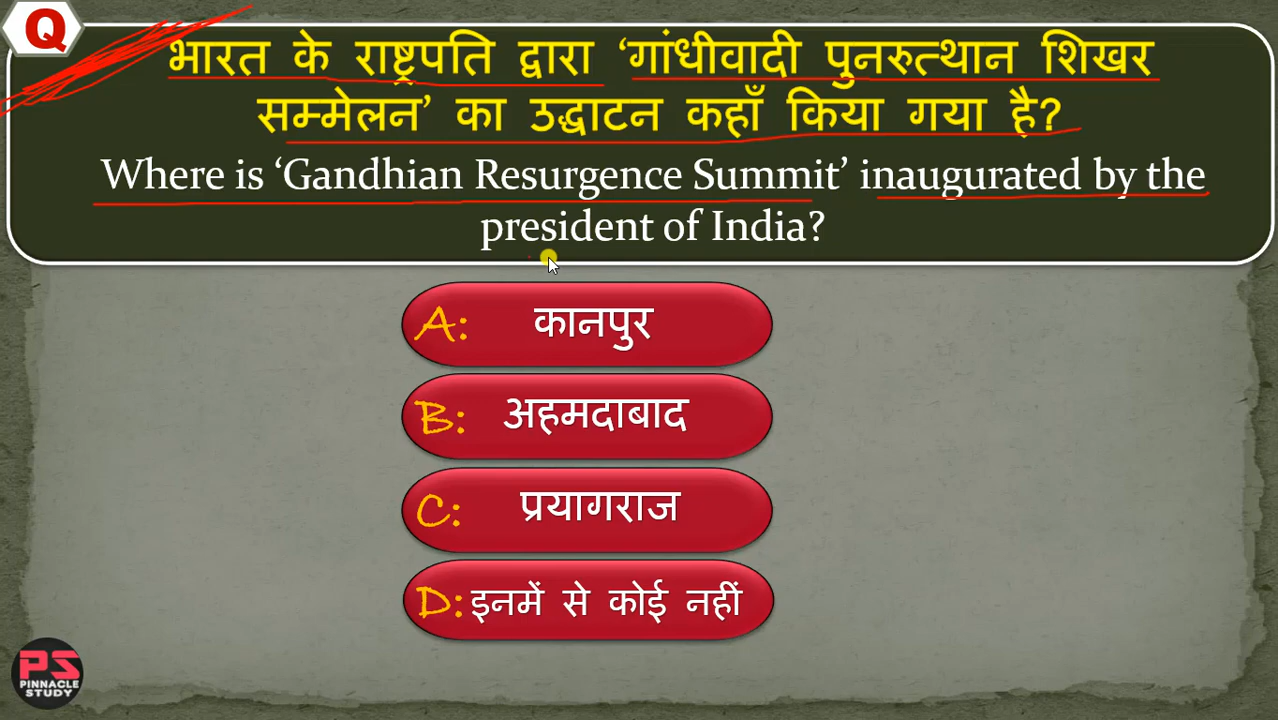 Q
भारत के राष्ट्रपति द्वारा ‘गांधीवादी पुनरुत्थान शिखर
सम्मेलन’ का उद्घाटन कहाँ किया गया है?
Where is ‘Gandhian Resurgence Summit’ inaugurated by the
president of India?
A: कानपुर
B: अहमदाबाद
C: प्रयागराज
D: इनमें से कोई नहीं
PS
PINNACLE
STUDY